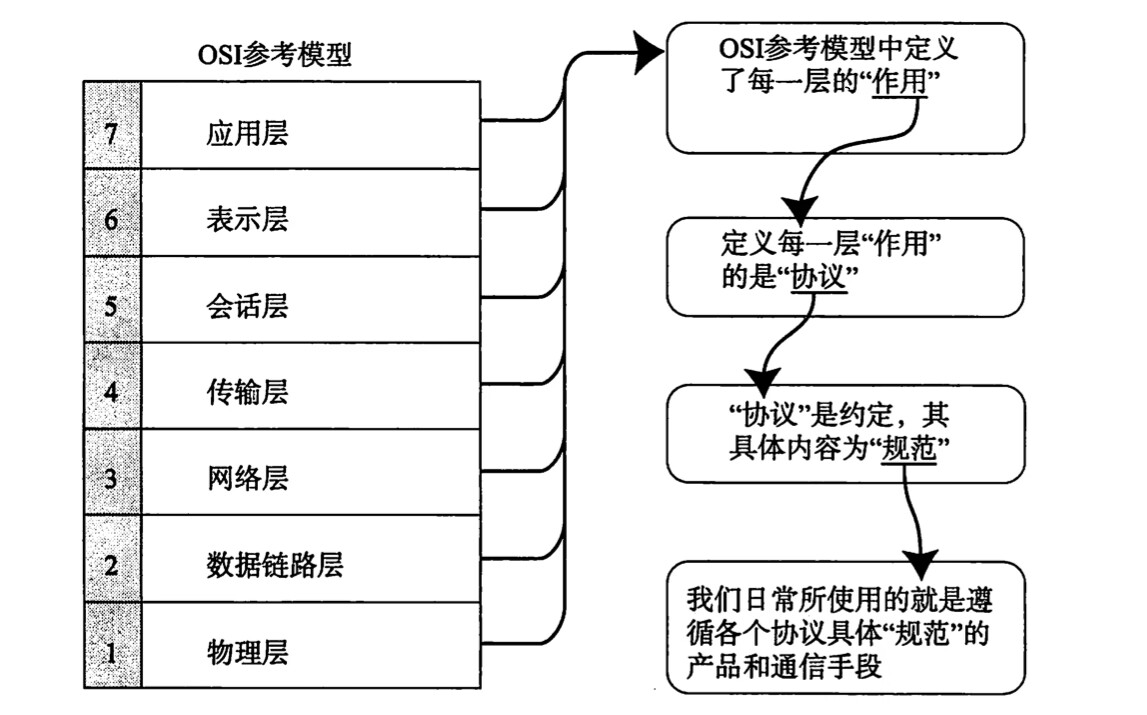 OSI参考模型
7 应用层
6 表示层
5 会话层
4 传输层
3 网络层
2 数据链路层
1 物理层
OSI参考模型中定义
了每一层的“作用”
定义每一层“作用”
的是“协议”
“协议”是约定，其
具体内容为“规范”
我们日常所使用的就是遵
循各个协议具体“规范”的
产品和通信手段